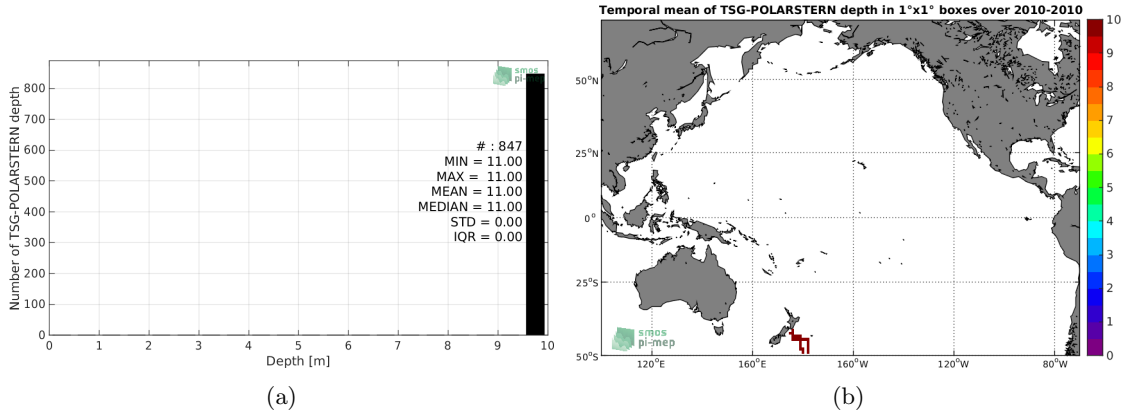 Number of TSG-POLARSTERN depth
800
700
600
500
400
300
200
100
0
smos
pi-mep
# : 847
MIN = 11.00
MAX = 11.00
MEAN = 11.00
MEDIAN = 11.00
STD = 0.00
IQR = 0.00
0 1 2 3 4 5 6 7 8 9 10
Depth [m]
(a)
Temporal mean of TSG-POLARSTERN depth in 1°x1° boxes over 2010-2010
50°N
25°N
0°
25°S
50°S
smos
pi-mep
120°E 160°E 160°W 120°W 80°W
10
9
8
7
6
5
4
3
2
1
0
(b)